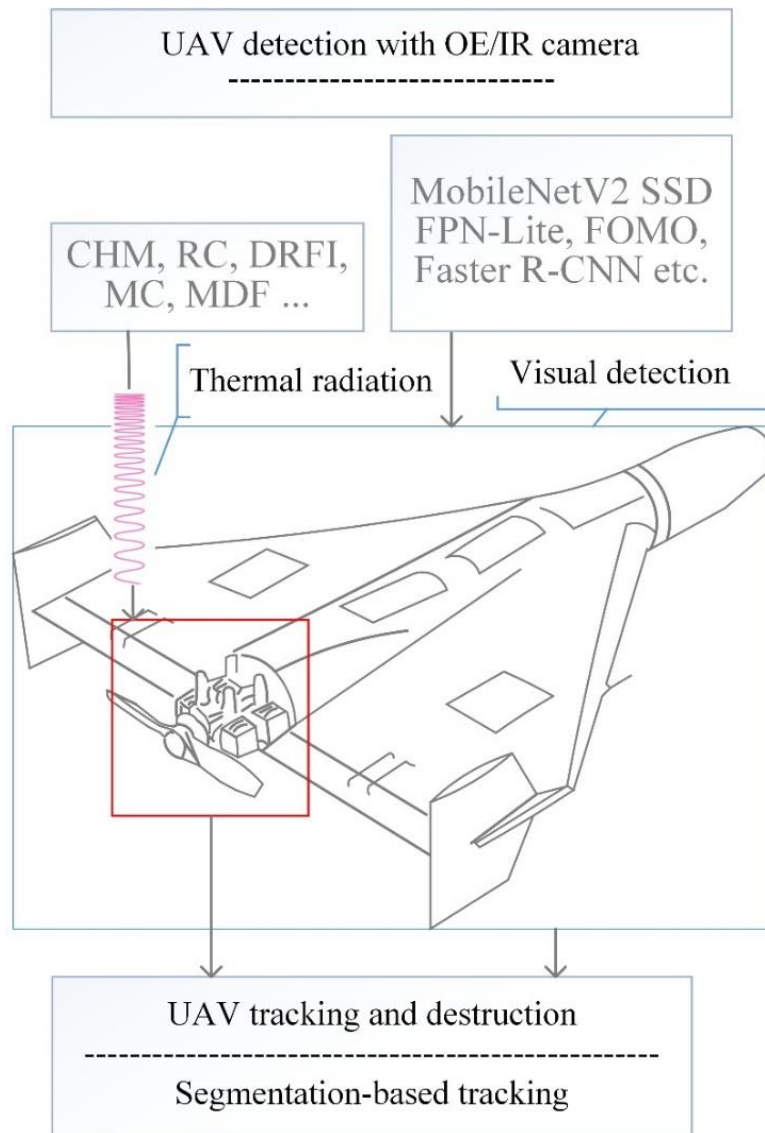 UAV detection with OE/IR camera
MobileNetV2 SSD
FPN-Lite, FOMO,
Faster R-CNN etc.
CHM, RC, DRFI,
MC, MDF ...
Thermal radiation
Visual detection
UAV tracking and destruction
Segmentation-based tracking